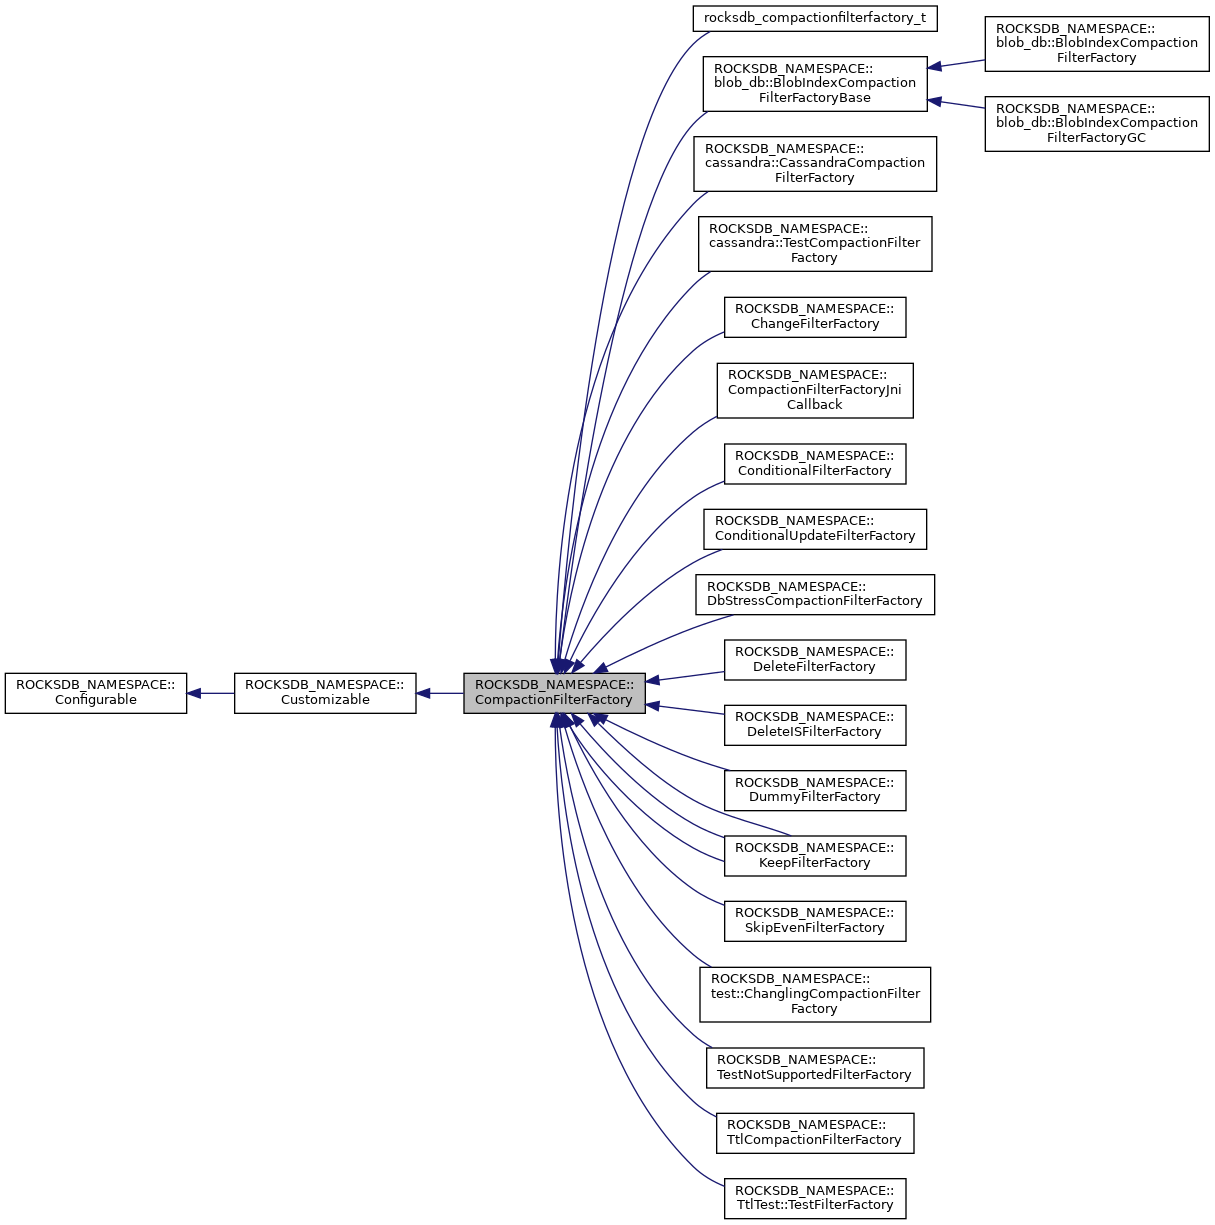 rocksdb_compactionfilterfactory_t
ROCKSDB_NAMESPACE::
blob_db::BlobIndexCompaction
FilterFactoryBase
ROCKSDB_NAMESPACE::
blob_db::BlobIndexCompaction
FilterFactory
ROCKSDB_NAMESPACE::
blob_db::BlobIndexCompaction
FilterFactoryGC
ROCKSDB_NAMESPACE::
cassandra::CassandraCompaction
FilterFactory
ROCKSDB_NAMESPACE::
cassandra::TestCompactionFilter
Factory
ROCKSDB_NAMESPACE::
ChangeFilterFactory
ROCKSDB_NAMESPACE::
CompactionFilterFactoryJni
Callback
ROCKSDB_NAMESPACE::
ConditionalFilterFactory
ROCKSDB_NAMESPACE::
ConditionalUpdateFilterFactory
ROCKSDB_NAMESPACE::
DbStressCompactionFilterFactory
ROCKSDB_NAMESPACE::
DeleteFilterFactory
ROCKSDB_NAMESPACE::
Configurable
ROCKSDB_NAMESPACE::
Customizable
ROCKSDB_NAMESPACE::
CompactionFilterFactory
ROCKSDB_NAMESPACE::
DeleteISFilterFactory
ROCKSDB_NAMESPACE::
DummyFilterFactory
ROCKSDB_NAMESPACE::
KeepFilterFactory
ROCKSDB_NAMESPACE::
SkipEvenFilterFactory
ROCKSDB_NAMESPACE::
test::ChanglingCompactionFilter
Factory
ROCKSDB_NAMESPACE::
TestNotSupportedFilterFactory
ROCKSDB_NAMESPACE::
TtlCompactionFilterFactory
ROCKSDB_NAMESPACE::
TtlTest::TestFilterFactory